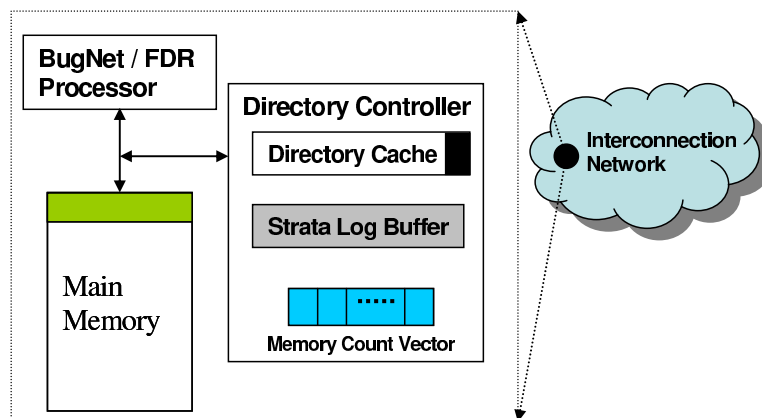 BugNet / FDR
Processor
Directory Controller
Directory Cache
Strata Log Buffer
.....
Memory Count Vector
Main
Memory
Interconnection
Network